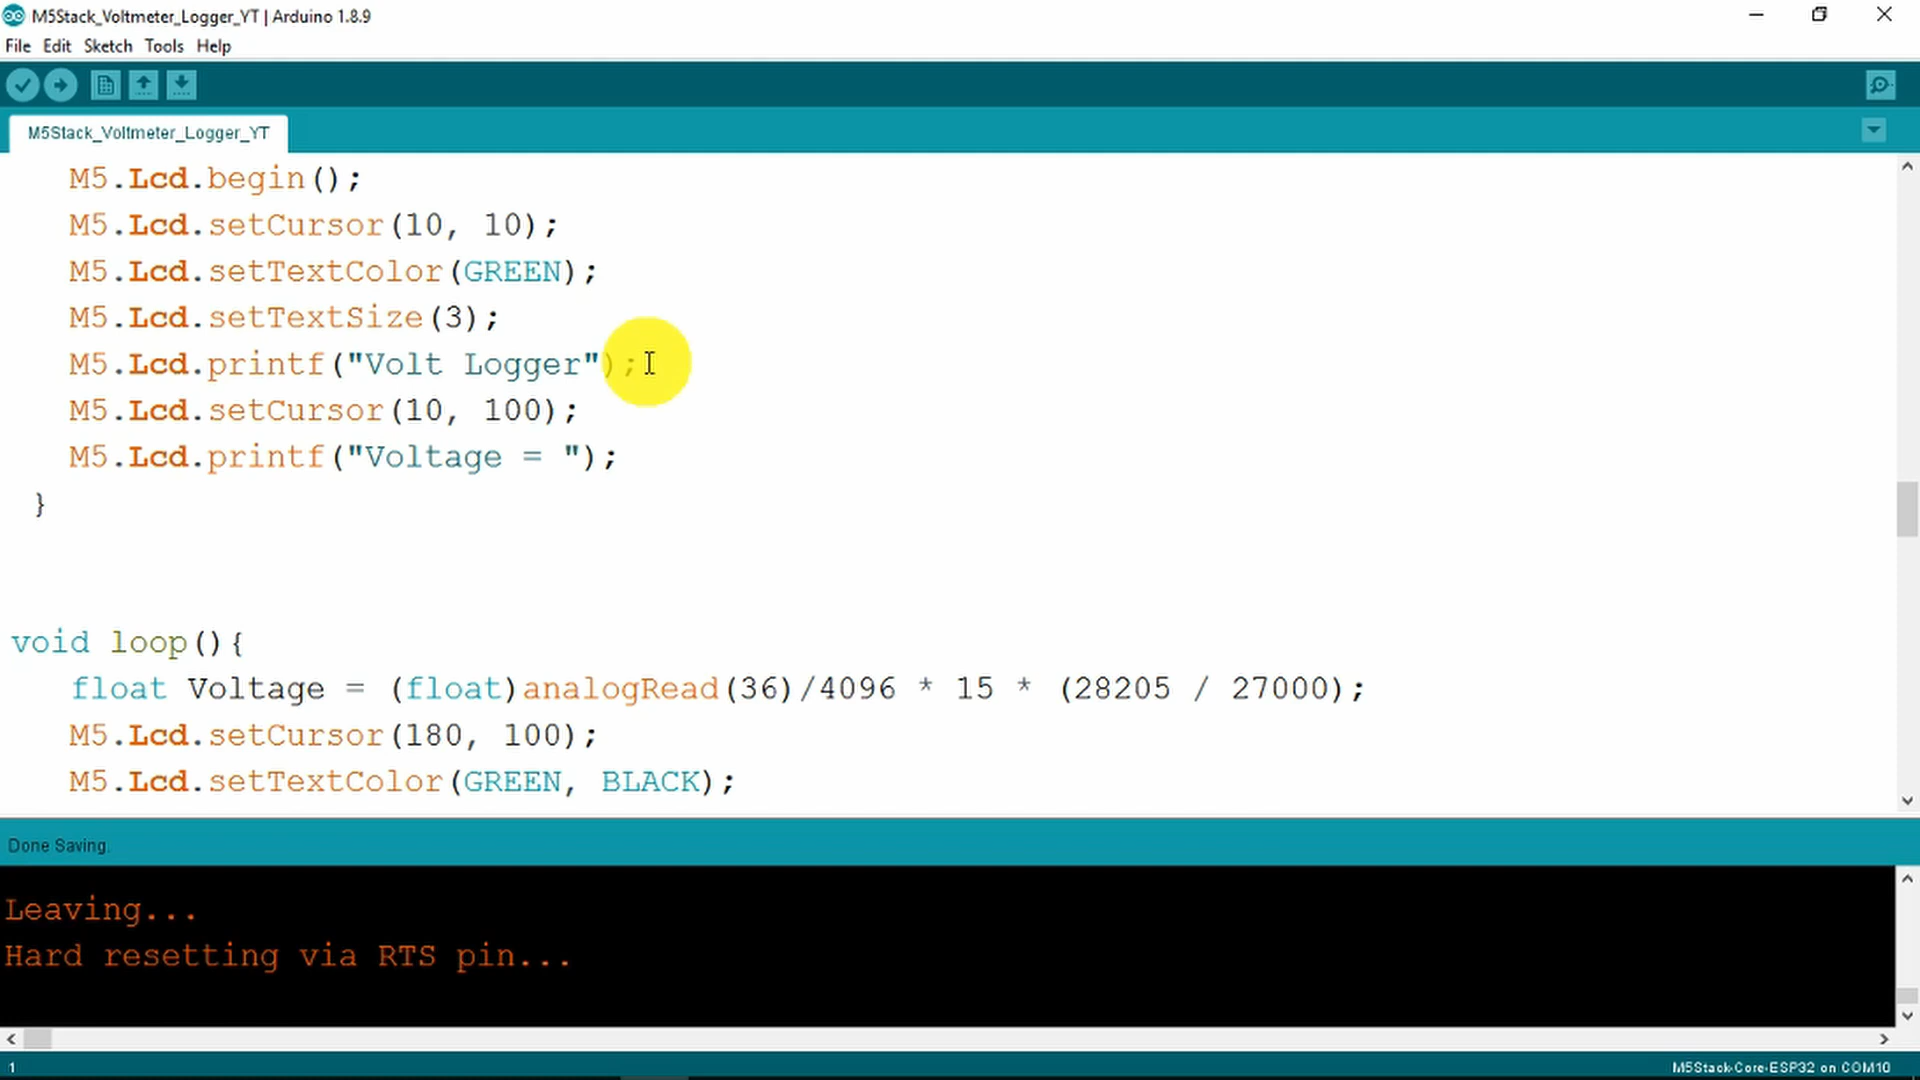 M5Stack_Voltmeter_Logger_YT | Arduino 1.8.9
File Edit Sketch Tools Help
M5Stack_Voltmeter_Logger_YT
M5.Lcd.begin();
M5.Lcd.setCursor(10, 10);
M5.Lcd.setTextColor(GREEN);
M5.Lcd.setTextSize(3);
M5.Lcd.printf("Volt Logger");
M5.Lcd.setCursor(10, 100);
M5.Lcd.printf("Voltage = ");
}
void loop(){
float Voltage = (float)analogRead(36)/4096 * 15 * (28205 / 27000);
M5.Lcd.setCursor(180, 100);
M5.Lcd.setTextColor(GREEN, BLACK);
Done Saving.
Leaving...
Hard resetting via RTS pin...
1 M5Stack-Core-ESP32 on COM10